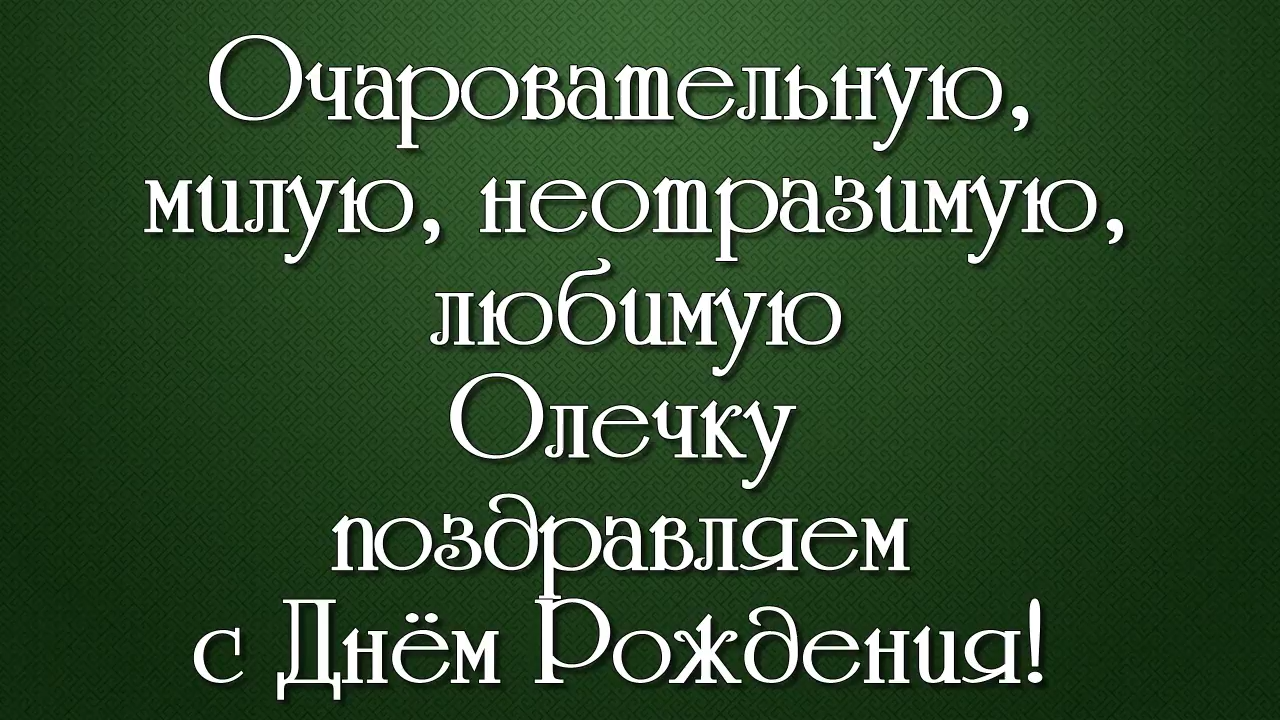 Очаровательную,
милую, неотразимую,
любимую
Олечку
поздравляем
с Днём Рождения!